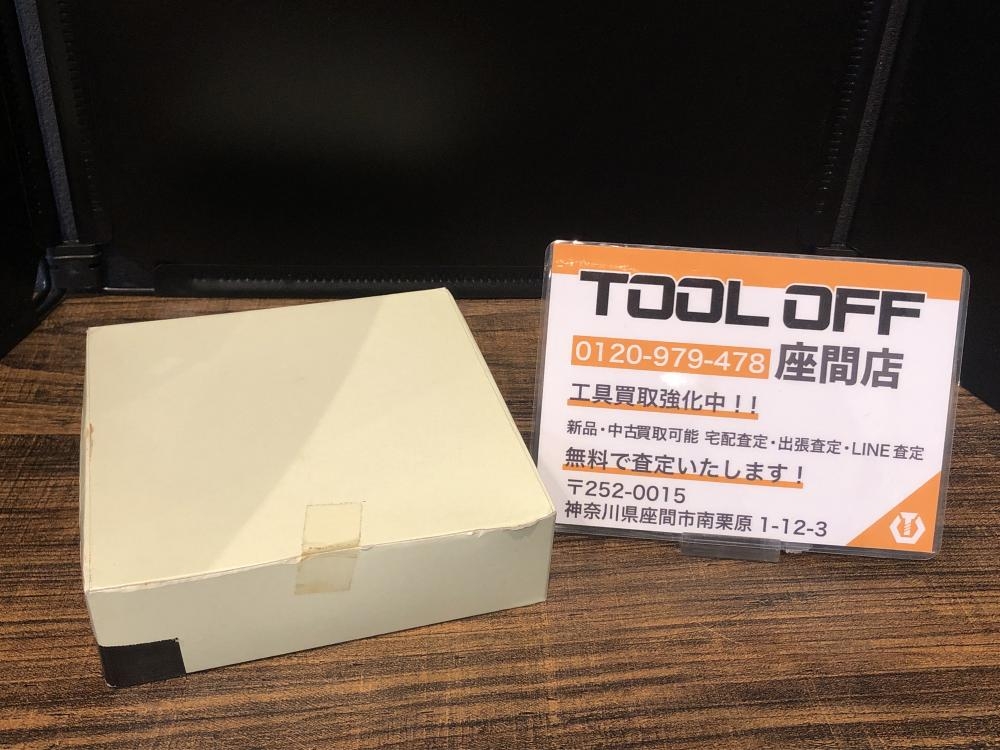 TOOL OFF
0120-979-478 座間店
工具買取強化中！！
新品・中古買取可能 宅配査定・出張査定・LINE査定
無料で査定いたします！
〒252-0015
神奈川県座間市南栗原 1-12-3